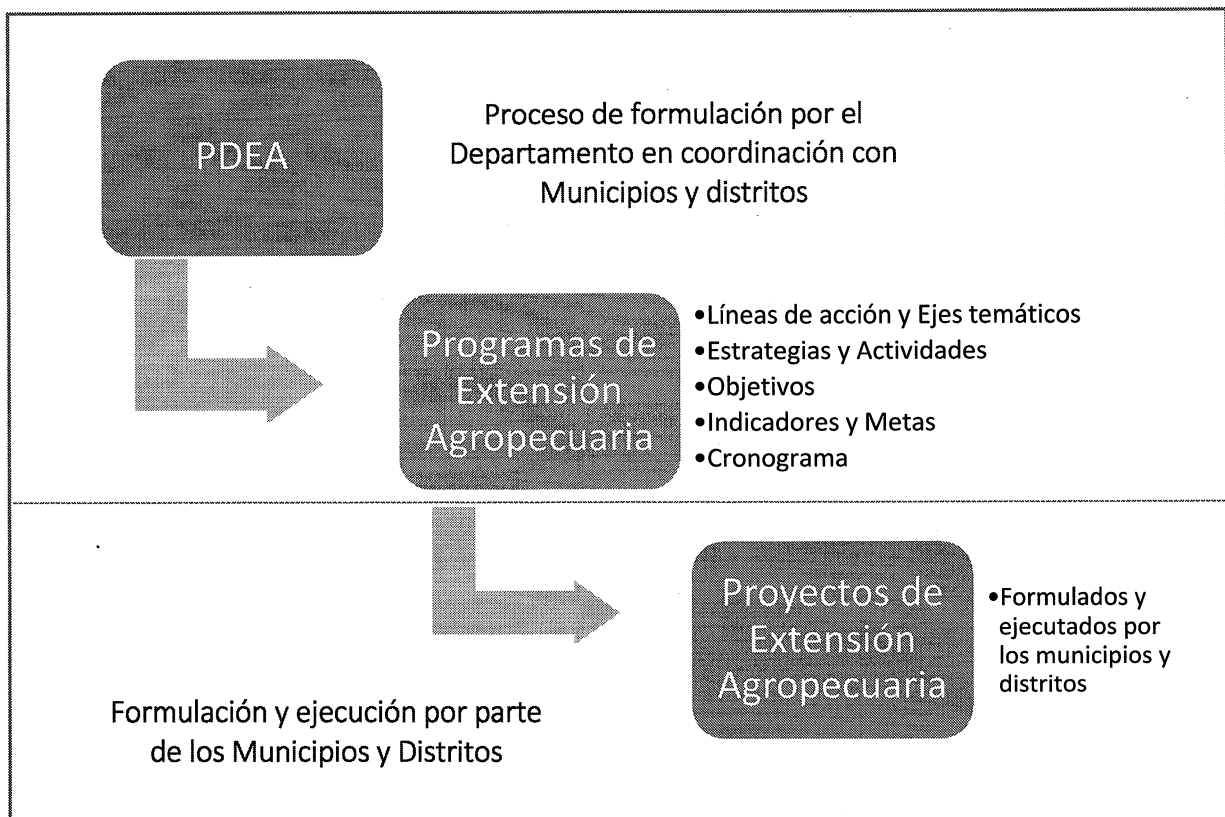 PDEA
Proceso de formulación por el
Departamento en coordinación con
Municipios y distritos
Programas de
Extensión
Agropecuaria
•Líneas de acción y Ejes temáticos
•Estrategias y Actividades
•Objetivos
•Indicadores y Metas
•Cronograma
Proyectos de
Extensión
Agropecuaria
•Formulados y
ejecutados por
los municipios y
distritos
Formulación y ejecución por parte
de los Municipios y Distritos